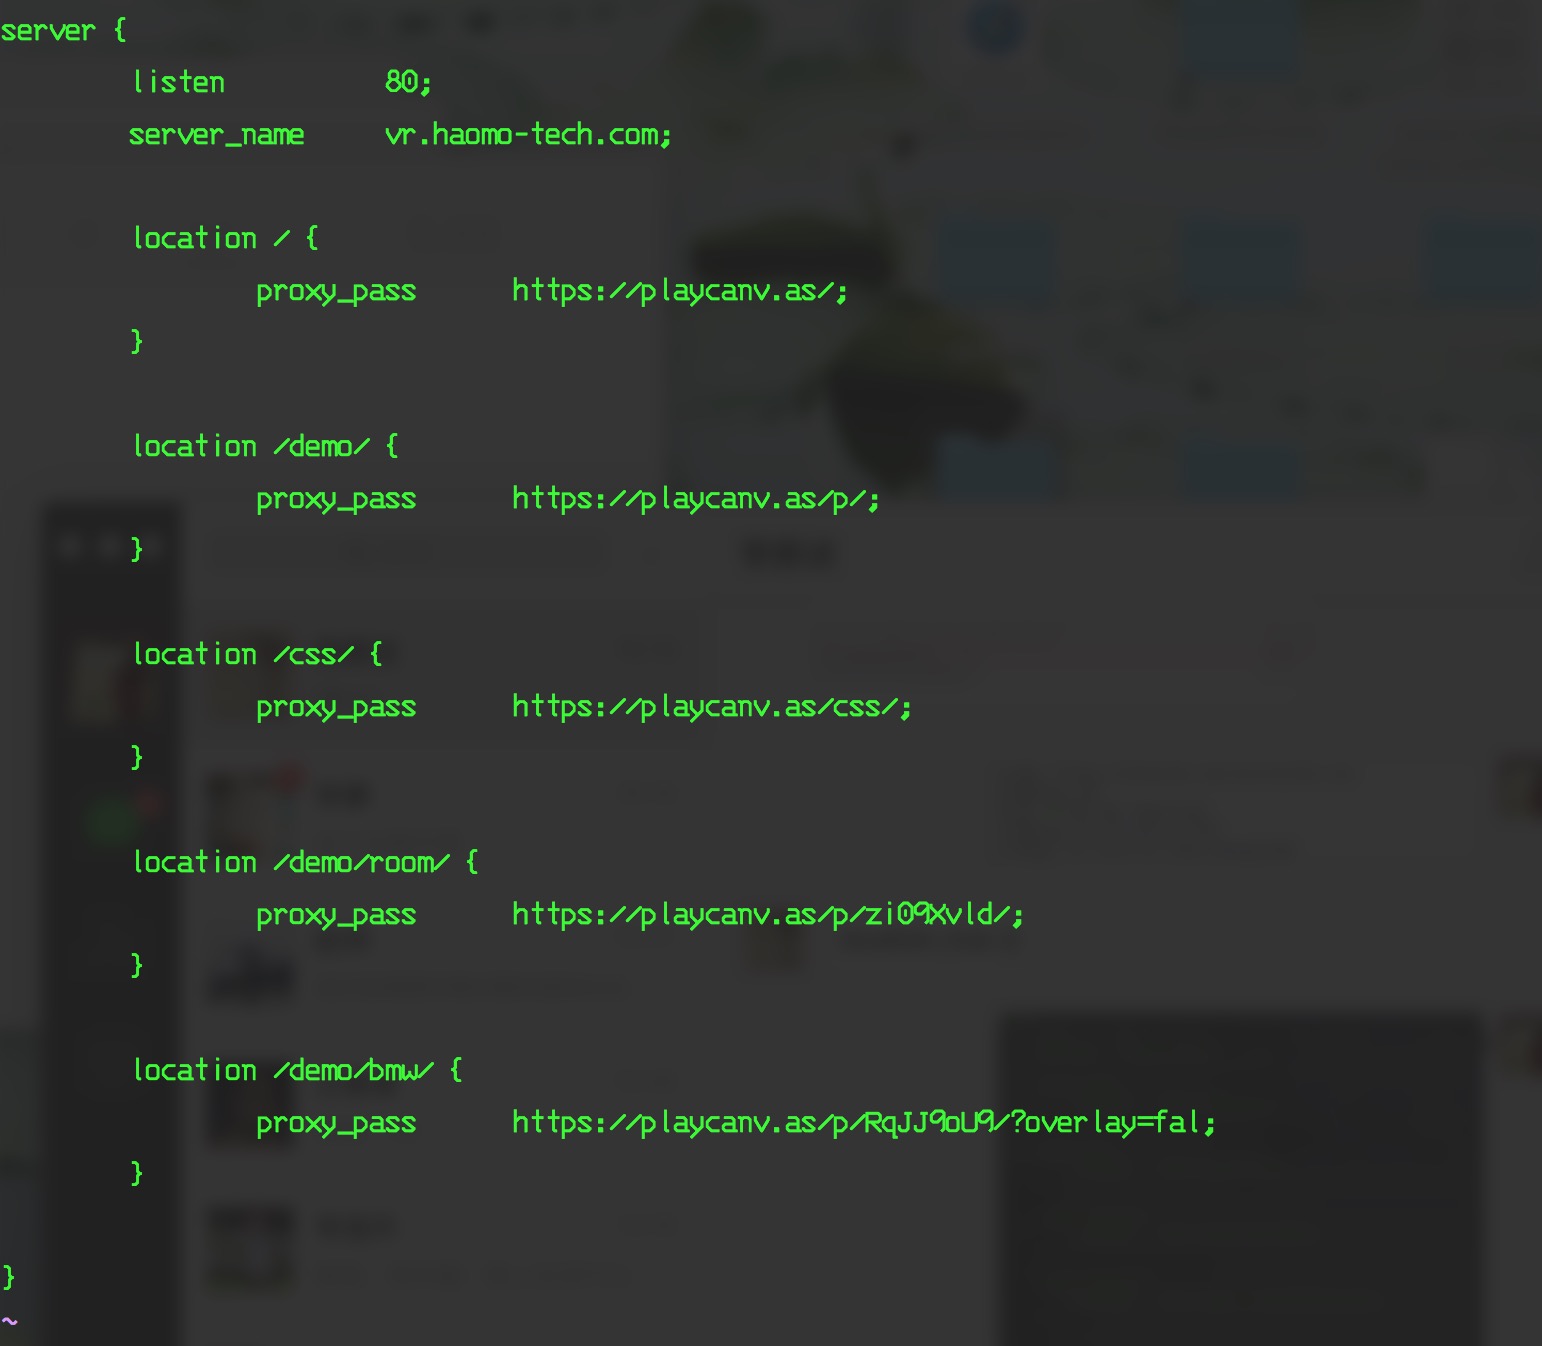 server {
listen 80;
server_name vr.haomo-tech.com;
location / {
proxy_pass https://playcanv.as/;
}
location /demo/ {
proxy_pass https://playcanv.as/p/;
}
location /css/ {
proxy_pass https://playcanv.as/css/;
}
location /demo/room/ {
proxy_pass https://playcanv.as/p/zi09Xvld/;
}
location /demo/bmw/ {
proxy_pass https://playcanv.as/p/RqJJ9oU9/?overlay=fal;
}
}
~